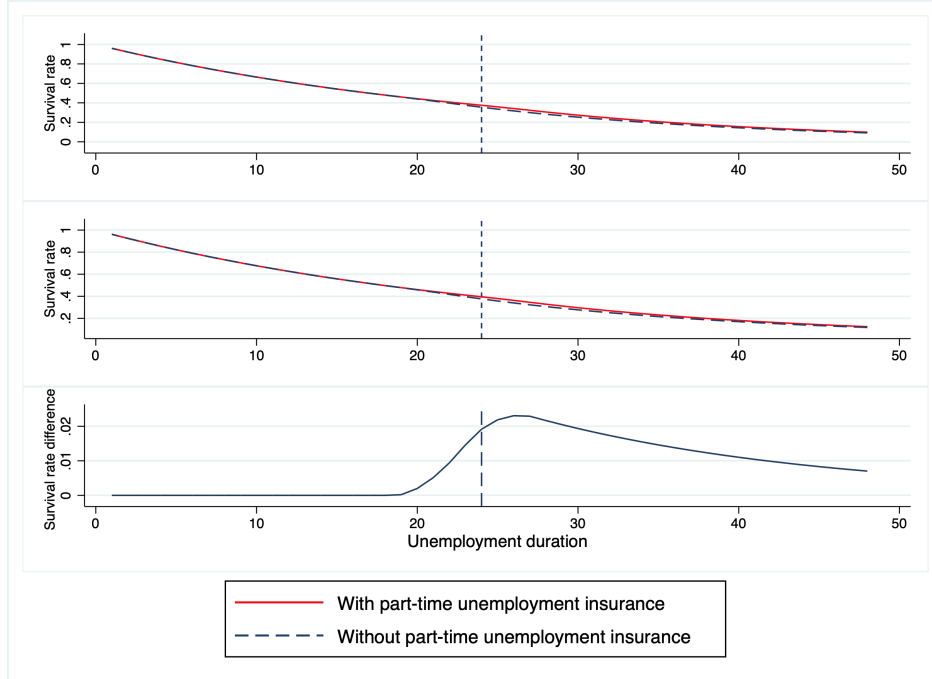 Survival rate
1
.8
.6
.4
.2
0
0 10 20 30 40 50
Survival rate
1
.8
.6
.4
.2
0 10 20 30 40 50
Survival rate difference
.02
.01
0
0 10 20 30 40 50
Unemployment duration
With part-time unemployment insurance
Without part-time unemployment insurance